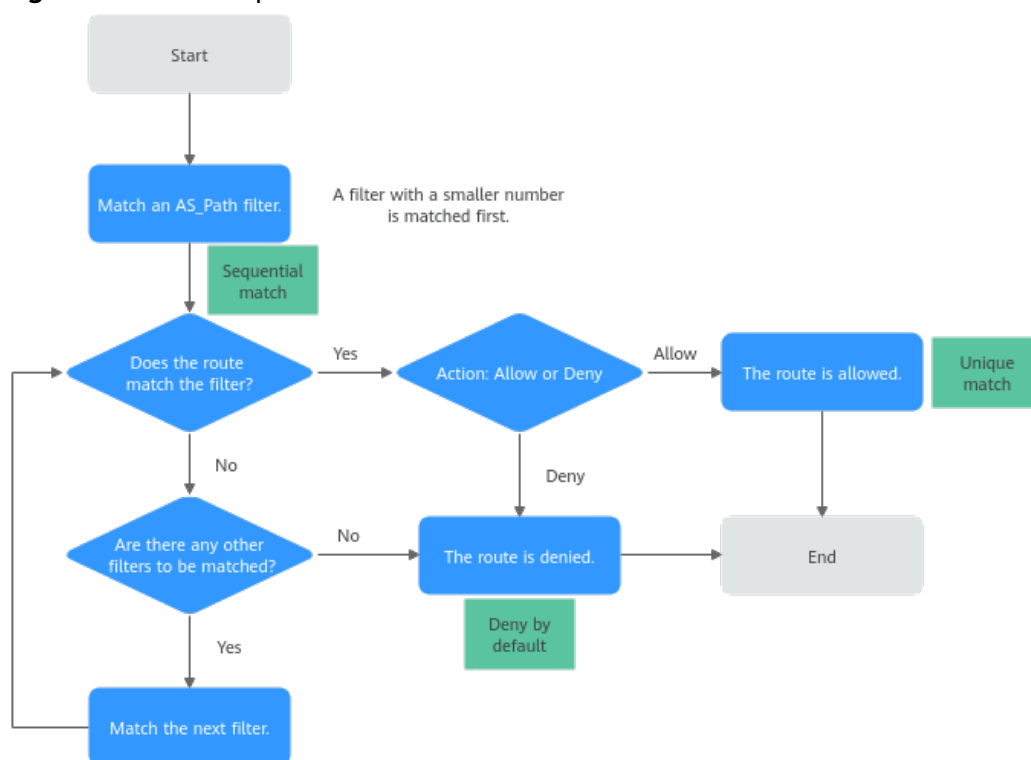 Start
Match an AS_Path filter.
A filter with a smaller number
is matched first.
Sequential
match
Does the route
match the filter?
Yes
Action: Allow or Deny
Allow
The route is allowed.
Unique
match
No
Deny
Are there any other
filters to be matched?
No
The route is denied.
End
Deny by
default
Yes
Match the next filter.